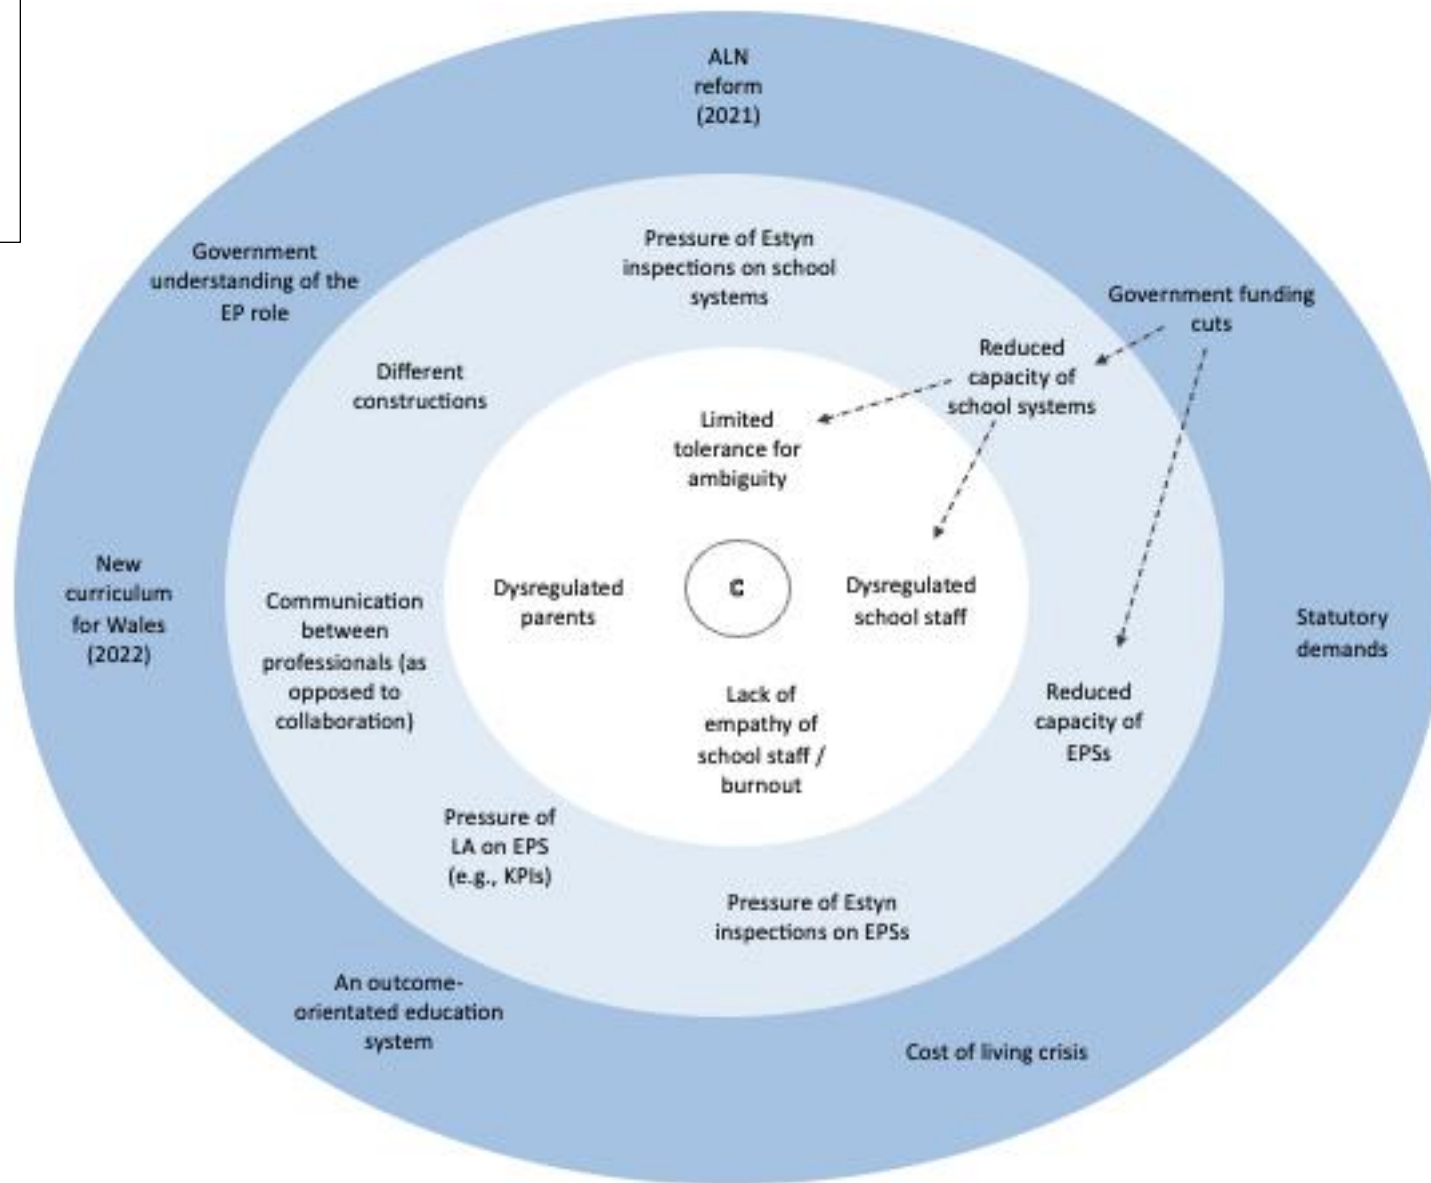 ALN
reform
(2021)
Government
understanding of the
EP role
Pressure of Estyn
inspections on school
systems
Government funding
cuts
Different
constructions
Reduced
capacity of
school systems
Limited
tolerance for
ambiguity
New
curriculum
for Wales
(2022)
Communication
between
professionals (as
opposed to
collaboration)
Dysregulated
parents
C
Dysregulated
school staff
Statutory
demands
Lack of
empathy of
school staff /
burnout
Reduced
capacity of
EPSs
Pressure of
LA on EPS
(e.g., KPIs)
Pressure of Estyn
inspections on EPSs
An outcome-
orientated education
system
Cost of living crisis